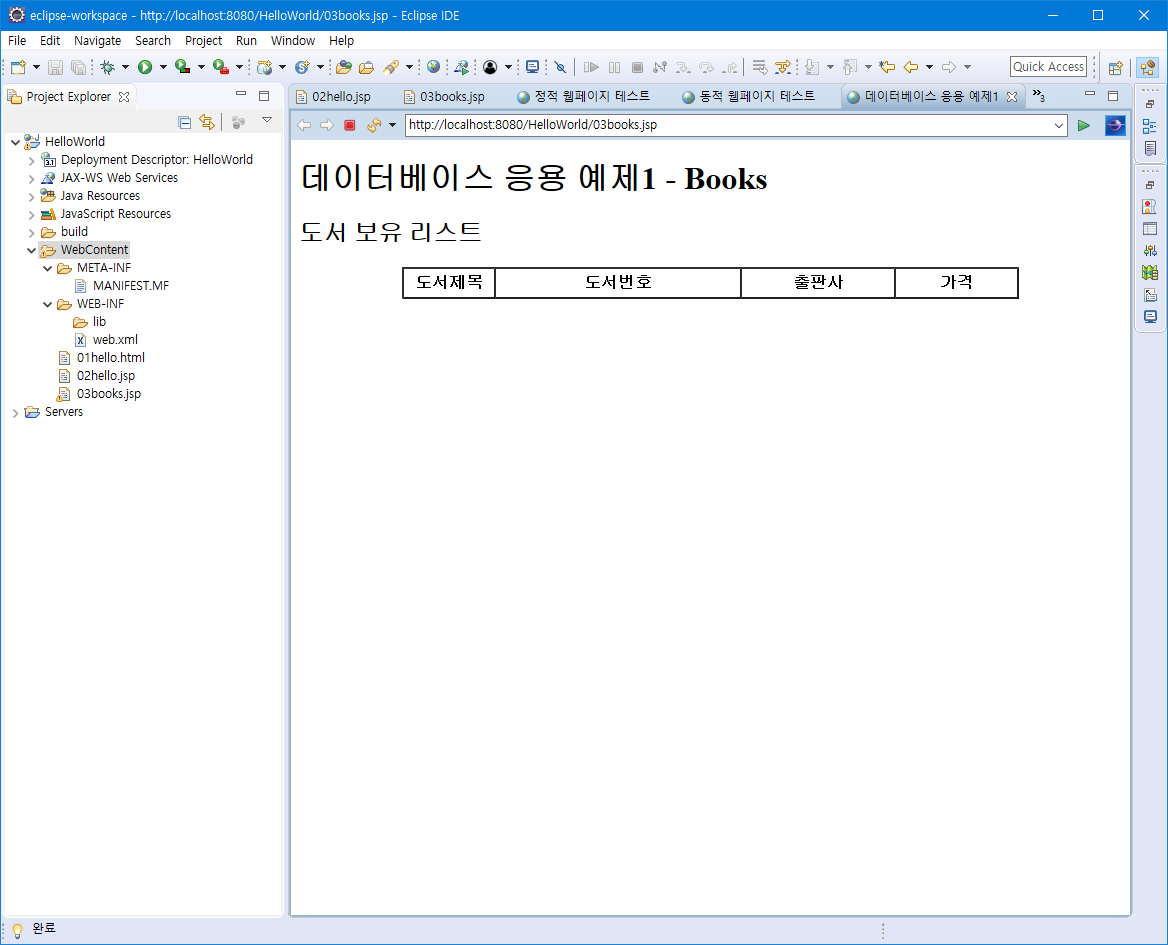 eclipse-workspace - http://localhost:8080/HelloWorld/03books.jsp - Eclipse IDE
File Edit Navigate Search Project Run Window Help
Quick Access
Project Explorer
02hello.jsp 03books.jsp 정적 웹페이지 테스트 동적 웹페이지 테스트 데이터베이스 응용 예제1 »3
http://localhost:8080/HelloWorld/03books.jsp
HelloWorld
Deployment Descriptor: HelloWorld
JAX-WS Web Services
Java Resources
JavaScript Resources
build
WebContent
META-INF
MANIFEST.MF
WEB-INF
lib
web.xml
01hello.html
02hello.jsp
03books.jsp
Servers
데이터베이스 응용 예제1 - Books
도서 보유 리스트
도서제목 도서번호 출판사 가격
완료